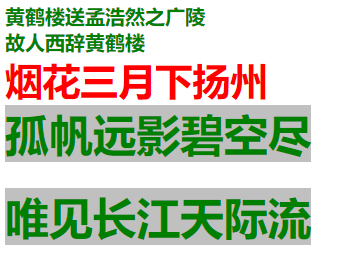 黄鹤楼送孟浩然之广陵
故人西辞黄鹤楼
烟花三月下扬州
孤帆远影碧空尽
唯见长江天际流